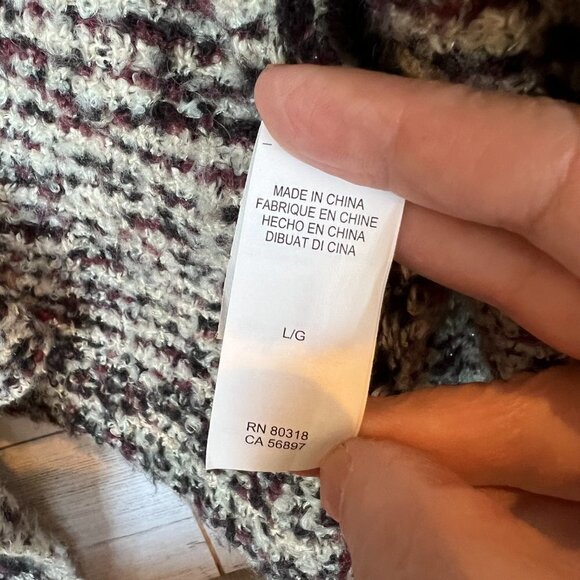 MADE IN CHINA
FABRIQUE EN CHINE
HECHO EN CHINA
DIBUAT DI CINA
L/G
RN 80318
CA 56897